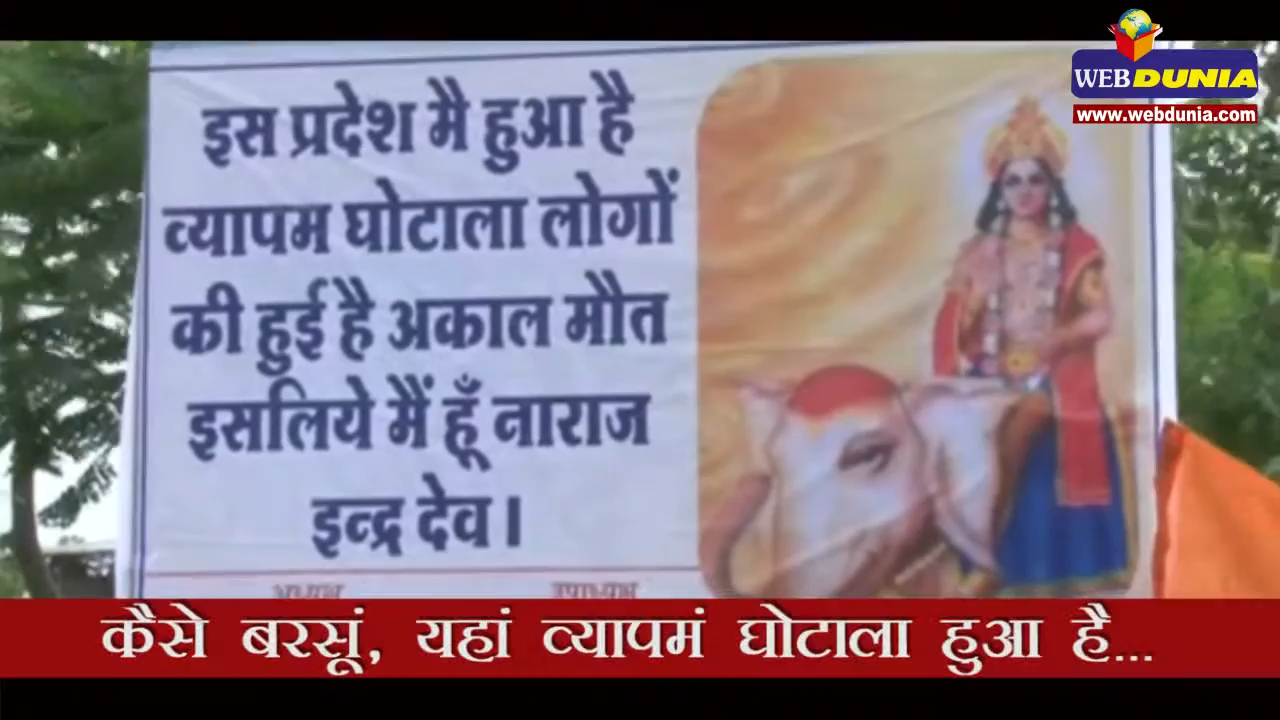 WEBDUNIA
www.webdunia.com
इस प्रदेश मै हुआ है
व्यापम घोटाला लोगों
की हुई है अकाल मौत
इसलिये मैं हूँ नाराज
इन्द्र देव।
कैसे बरसूं, यहां व्यापमं घोटाला हुआ है...